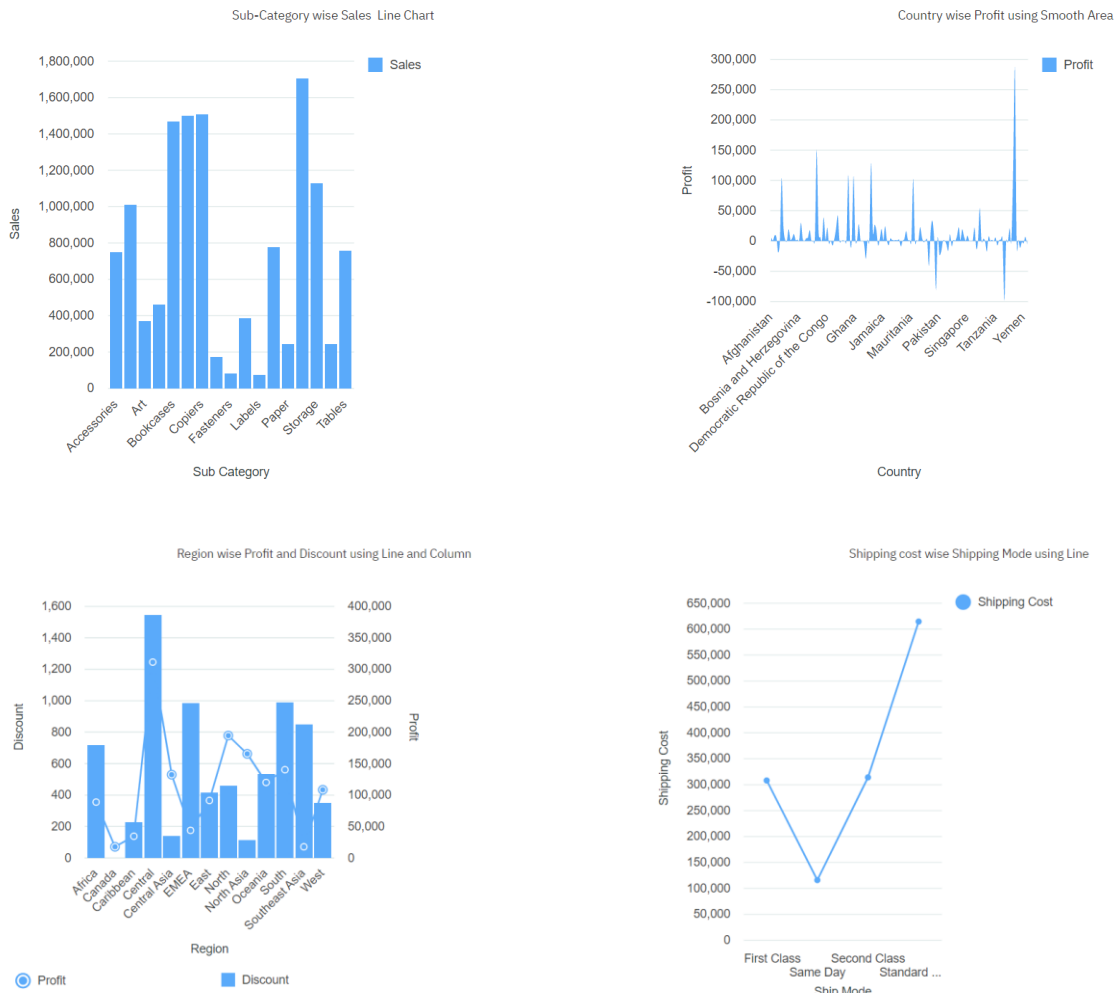 Sub-Category wise Sales Line Chart
1,800,000
1,600,000
1,400,000
1,200,000
1,000,000
800,000
600,000
400,000
200,000
0
Sales
Accessories
Art
Bookcases
Copiers
Fasteners
Labels
Paper
Storage
Tables
Sub Category
Sales
Country wise Profit using Smooth Area
300,000
250,000
200,000
150,000
100,000
50,000
0
-50,000
-100,000
Profit
Afghanistan
Bosnia and Herzegovina
Democratic Republic of the Congo
Ghana
Jamaica
Mauritania
Pakistan
Singapore
Tanzania
Yemen
Country
Profit
Region wise Profit and Discount using Line and Column
1,600
1,400
1,200
1,000
800
600
400
200
0
Discount
400,000
350,000
300,000
250,000
200,000
150,000
100,000
50,000
0
Profit
Africa
Canada
Caribbean
Central
Central Asia
EMEA
East
North
North Asia
Oceania
South
Southeast Asia
West
Region
Profit
Discount
Shipping cost wise Shipping Mode using Line
650,000
600,000
550,000
500,000
450,000
400,000
350,000
300,000
250,000
200,000
150,000
100,000
50,000
0
Shipping Cost
First Class
Same Day
Second Class
Standard ...
Ship Mode
Shipping Cost